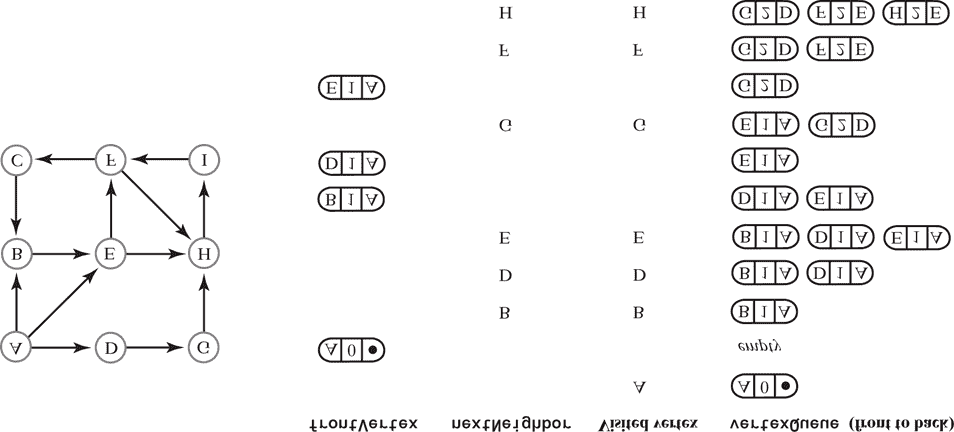 frontVertex nextNeighbor Visited vertex vertexQueue (front to back)
A A 0 •
A 0 • empty
B B B 1 A
D D B 1 A D 1 A
E E B 1 A D 1 A E 1 A
B 1 A D 1 A E 1 A
D 1 A E 1 A
G G E 1 A G 2 D
E 1 A G 2 D
F F G 2 D F 2 E
H H G 2 D F 2 E H 2 E
A D G
B E H
C F I